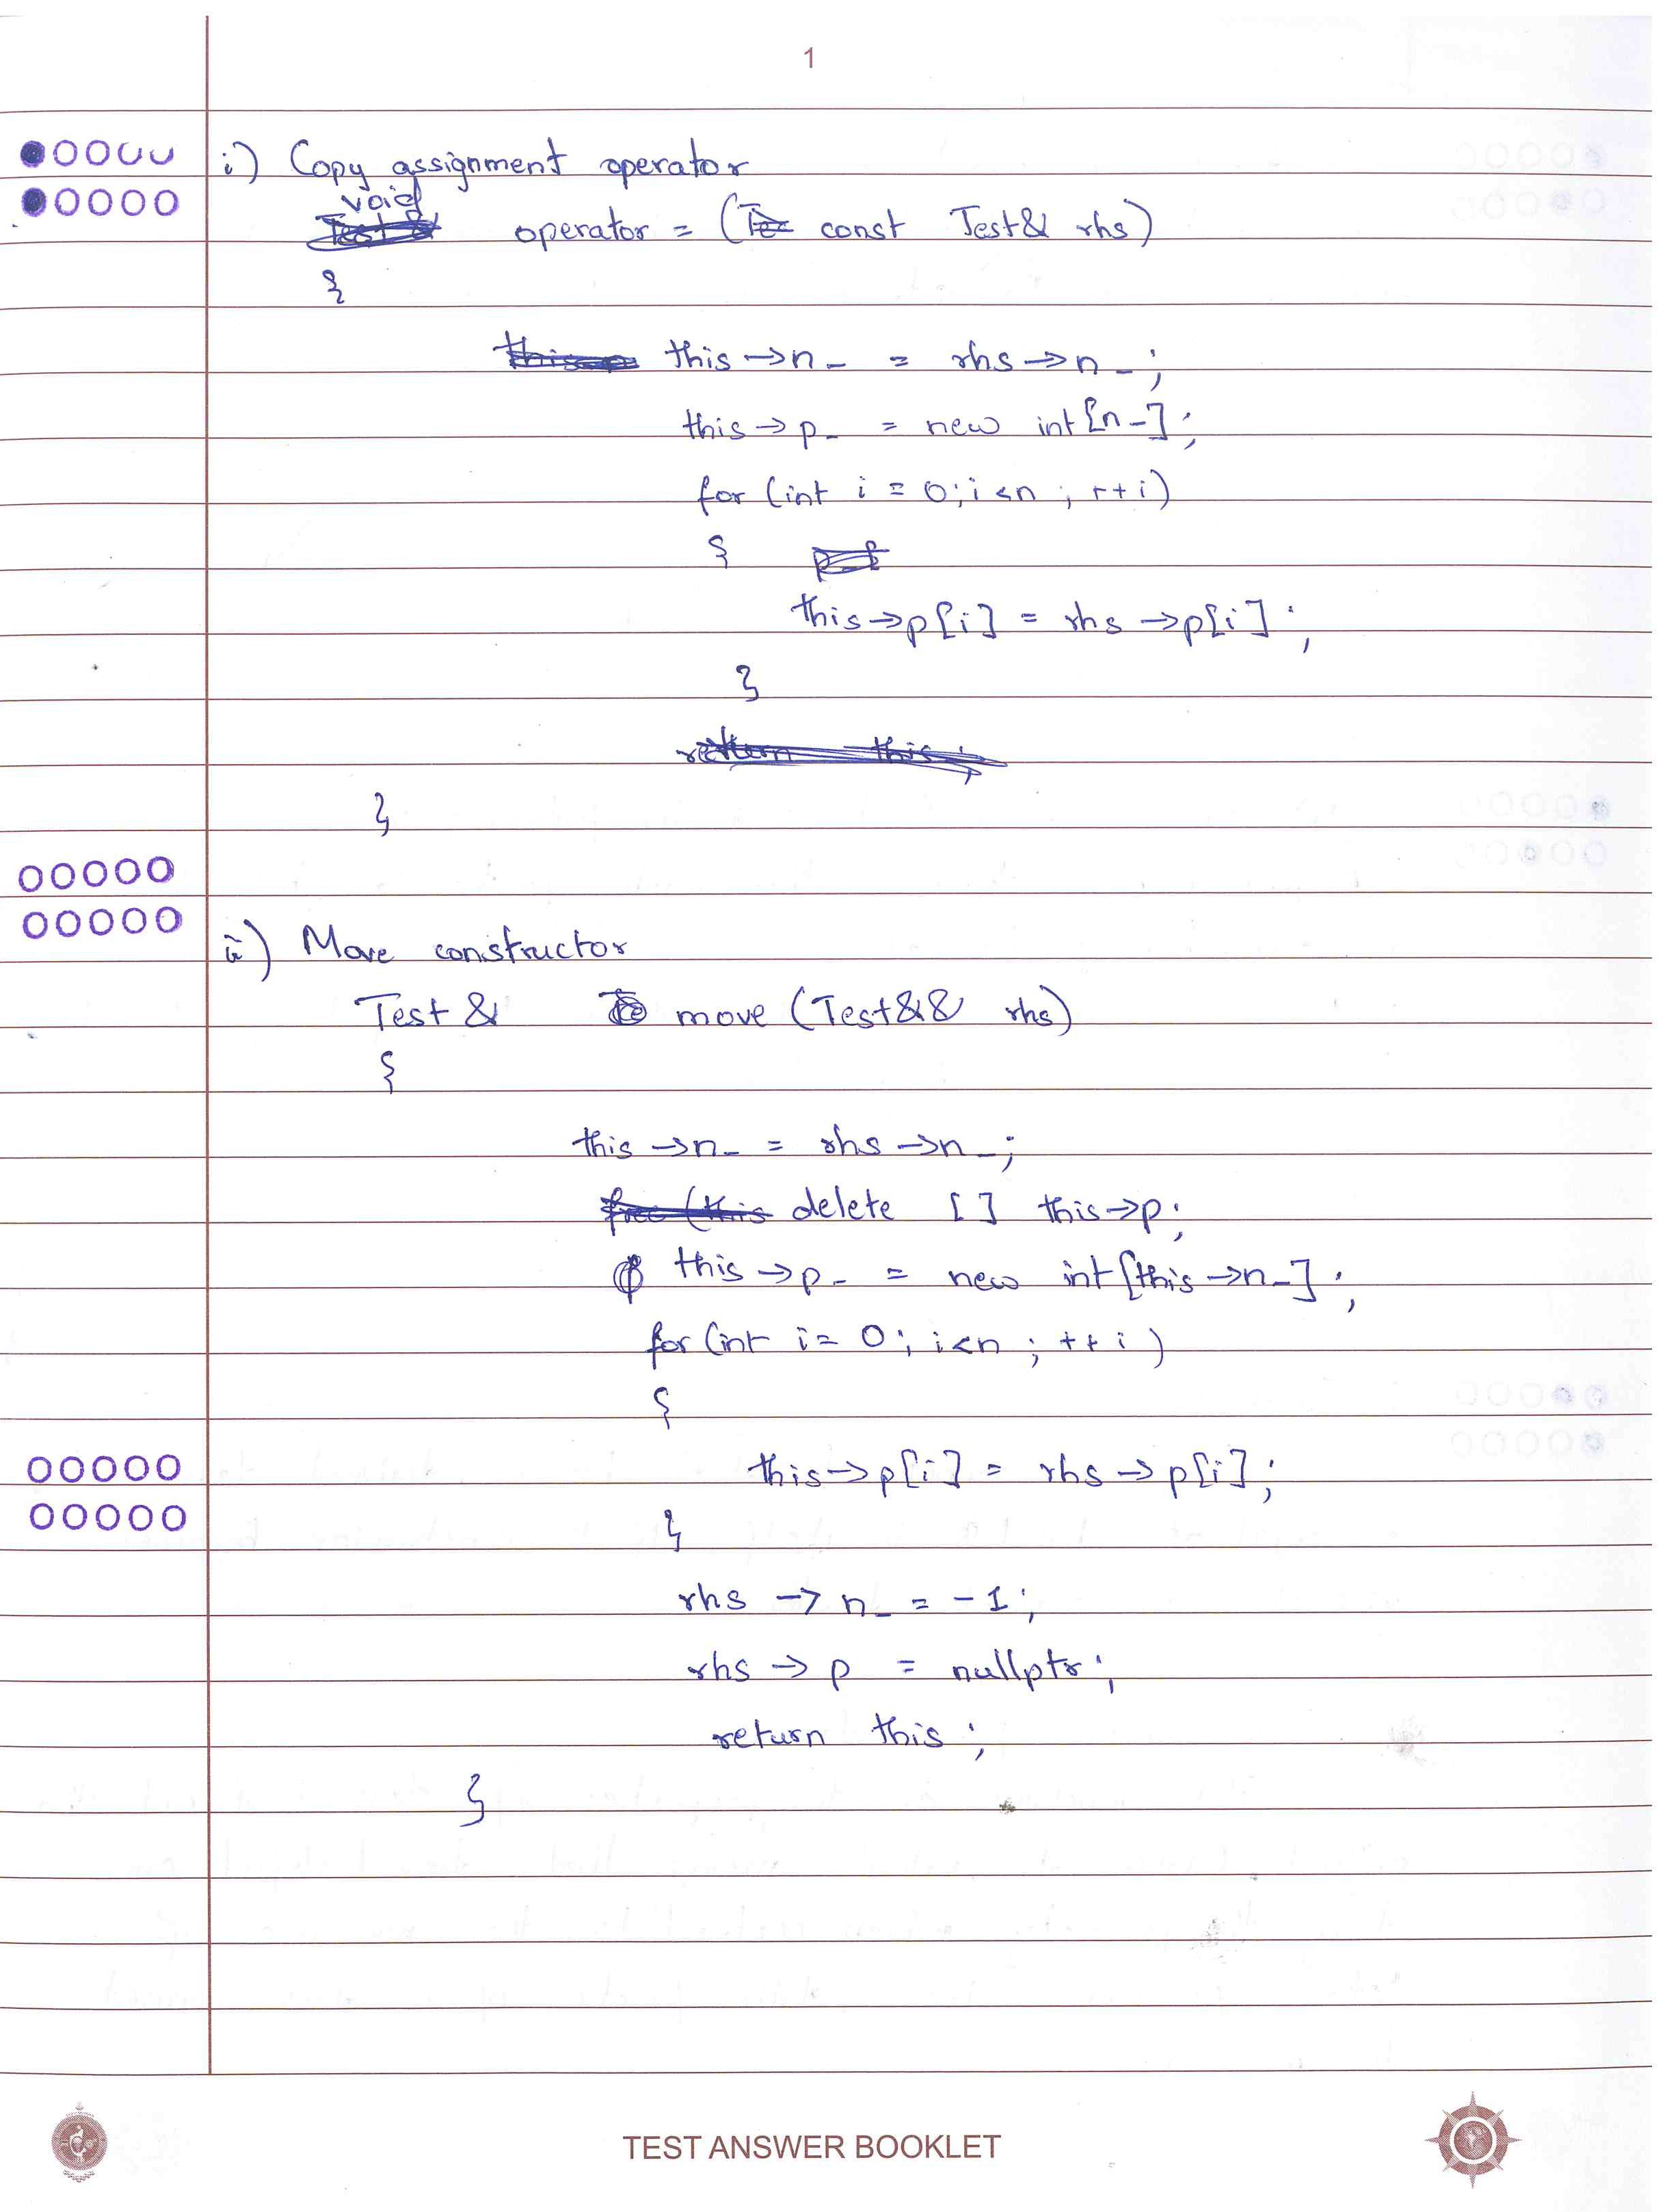 1
i) Copy assignment operator
void
operator = (const Test& rhs)
{
this->n_ = rhs->n_;
this->p_ = new int[n_];
for (int i = 0; i<n ; ++i)
{
this->p[i] = rhs->p[i];
}
}
ii) Move constructor
Test& move (Test&& rhs)
{
this->n_ = rhs->n_;
delete [] this->p;
this->p_ = new int[this->n_];
for (int i = 0; i<n ; ++i)
{
this->p[i] = rhs->p[i];
}
rhs -> n_ = -1;
rhs -> p = nullptr;
return this;
}
TEST ANSWER BOOKLET